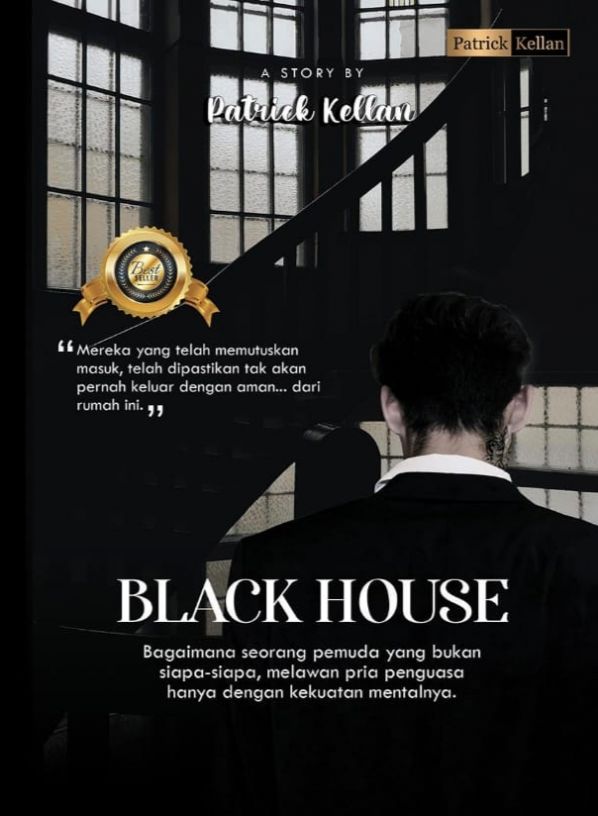 Patrick Kellan
A STORY BY
Patrick Kellan
Best
SELLER
“Mereka yang telah memutuskan
masuk, telah dipastikan tak akan
pernah keluar dengan aman... dari
rumah ini.”
BLACK HOUSE
Bagaimana seorang pemuda yang bukan
siapa-siapa, melawan pria penguasa
hanya dengan kekuatan mentalnya.